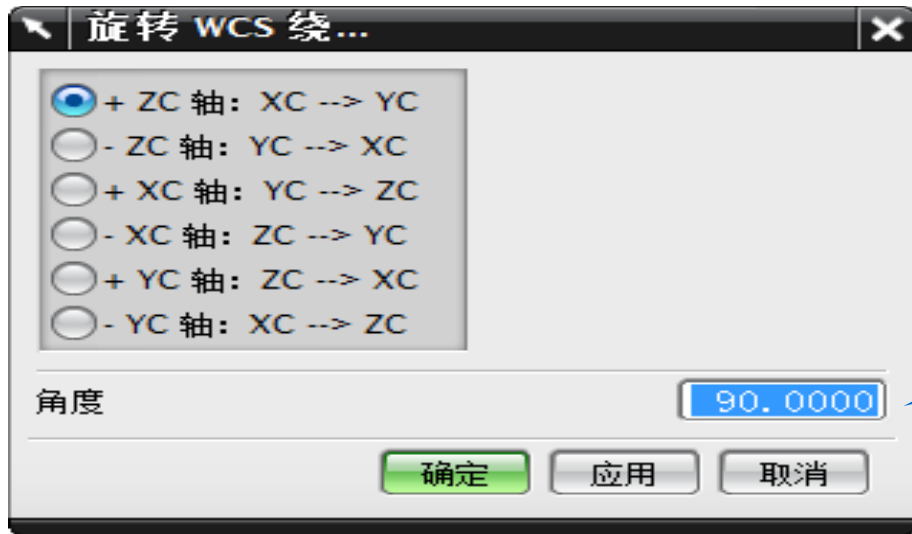 旋转 WCS 绕...
+ ZC 轴: XC --> YC
- ZC 轴: YC --> XC
+ XC 轴: YC --> ZC
- XC 轴: ZC --> YC
+ YC 轴: ZC --> XC
- YC 轴: XC --> ZC
角度 90.0000
确定 应用 取消